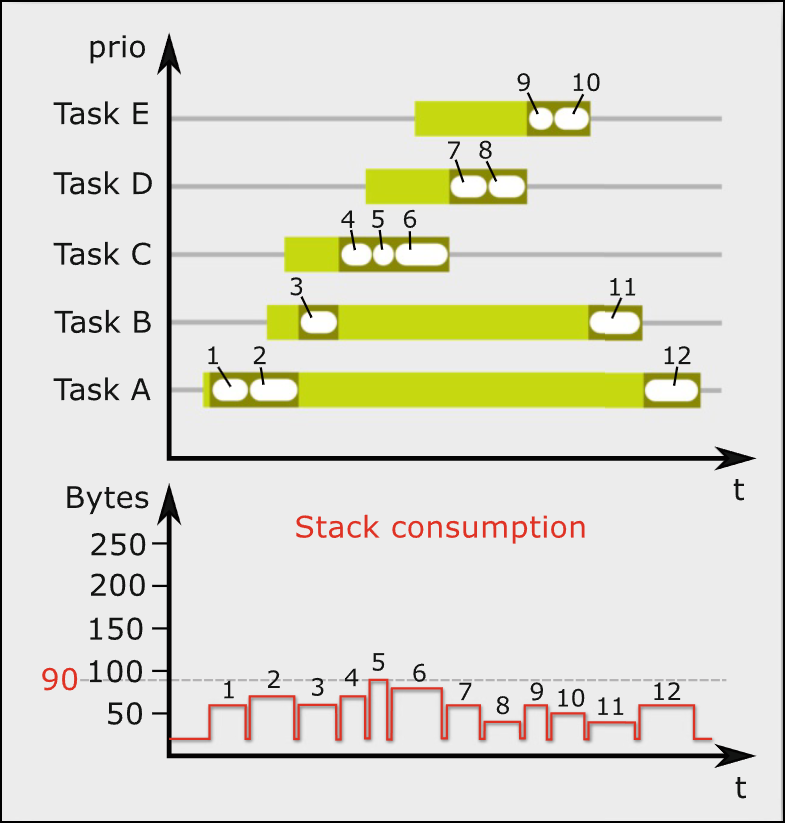 prio
9 10
Task E
7 8
Task D
4 5 6
Task C
3 11
Task B
1 2 12
Task A
t
Bytes
Stack consumption
250
200
150
100
90
5
1 2 3 4 6 7 8 9 10 11 12
50
t